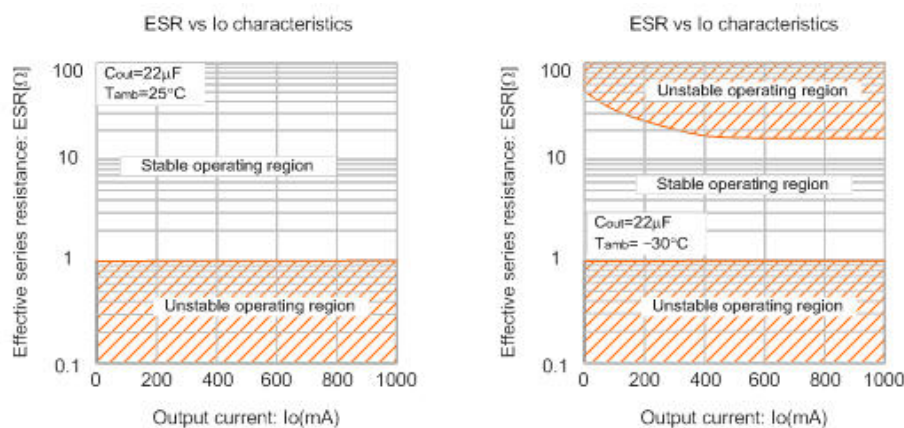 ESR vs Io characteristics
Effective series resistance: ESR[Ω]
100
10
1
0.1
Cout=22μF
Tamb=25°C
Stable operating region
Unstable operating region
0 200 400 600 800 1000
Output current: Io(mA)
ESR vs Io characteristics
Effective series resistance: ESR[Ω]
100
10
1
0.1
Unstable operating region
Stable operating region
Cout=22μF
Tamb= −30°C
Unstable operating region
0 200 400 600 800 1000
Output current: Io(mA)